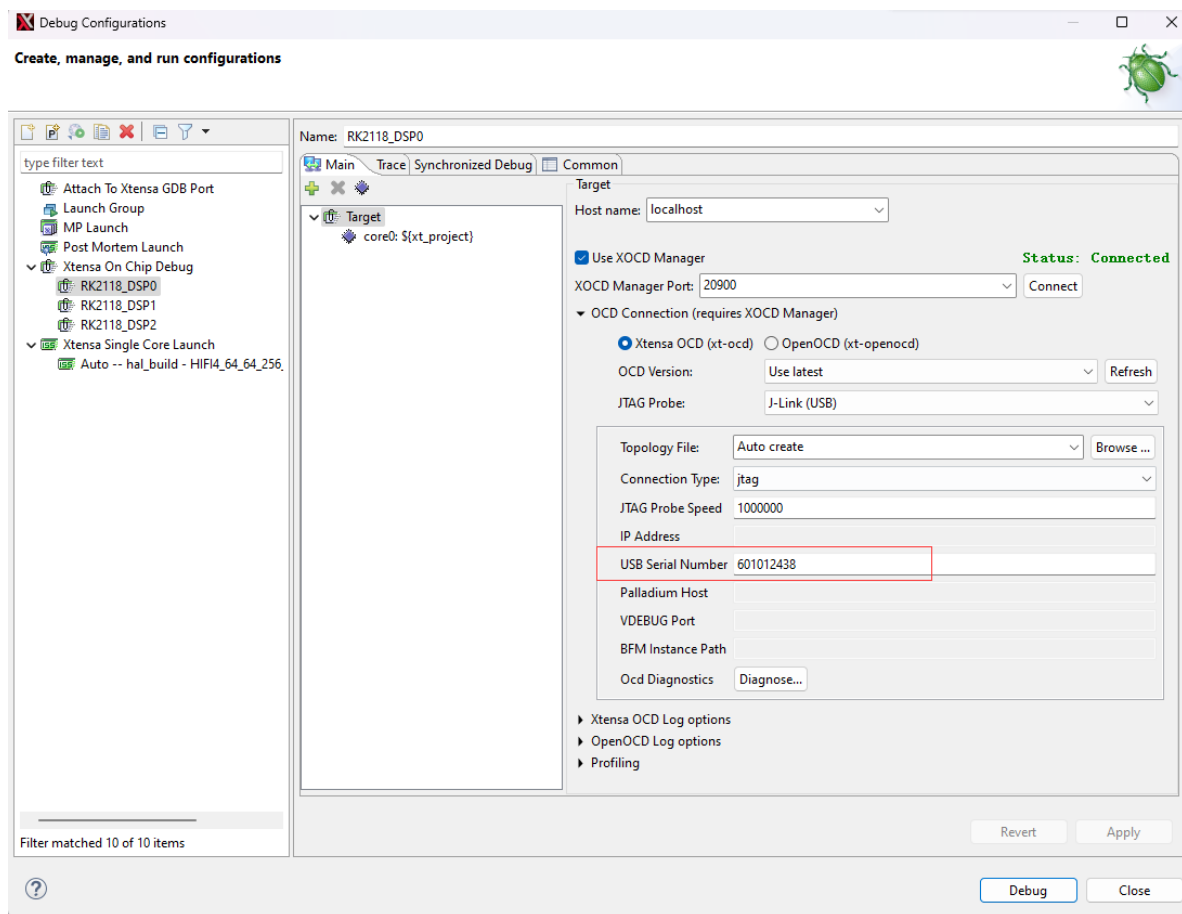 Debug Configurations
Create, manage, and run configurations
type filter text
Attach To Xtensa GDB Port
Launch Group
MP Launch
Post Mortem Launch
Xtensa On Chip Debug
RK2118_DSP0
RK2118_DSP1
RK2118_DSP2
Xtensa Single Core Launch
Auto -- hal_build - HIFI4_64_64_256_
Filter matched 10 of 10 items
Name: RK2118_DSP0
Main Trace Synchronized Debug Common
Target
core0: ${xt_project}
Target
Host name: localhost
Use XOCD Manager Status: Connected
XOCD Manager Port: 20900 Connect
OCD Connection (requires XOCD Manager)
Xtensa OCD (xt-ocd) OpenOCD (xt-openocd)
OCD Version: Use latest Refresh
JTAG Probe: J-Link (USB)
Topology File: Auto create Browse ...
Connection Type: jtag
JTAG Probe Speed 1000000
IP Address
USB Serial Number 601012438
Palladium Host
VDEBUG Port
BFM Instance Path
Ocd Diagnostics Diagnose...
Xtensa OCD Log options
OpenOCD Log options
Profiling
Revert Apply
? Debug Close